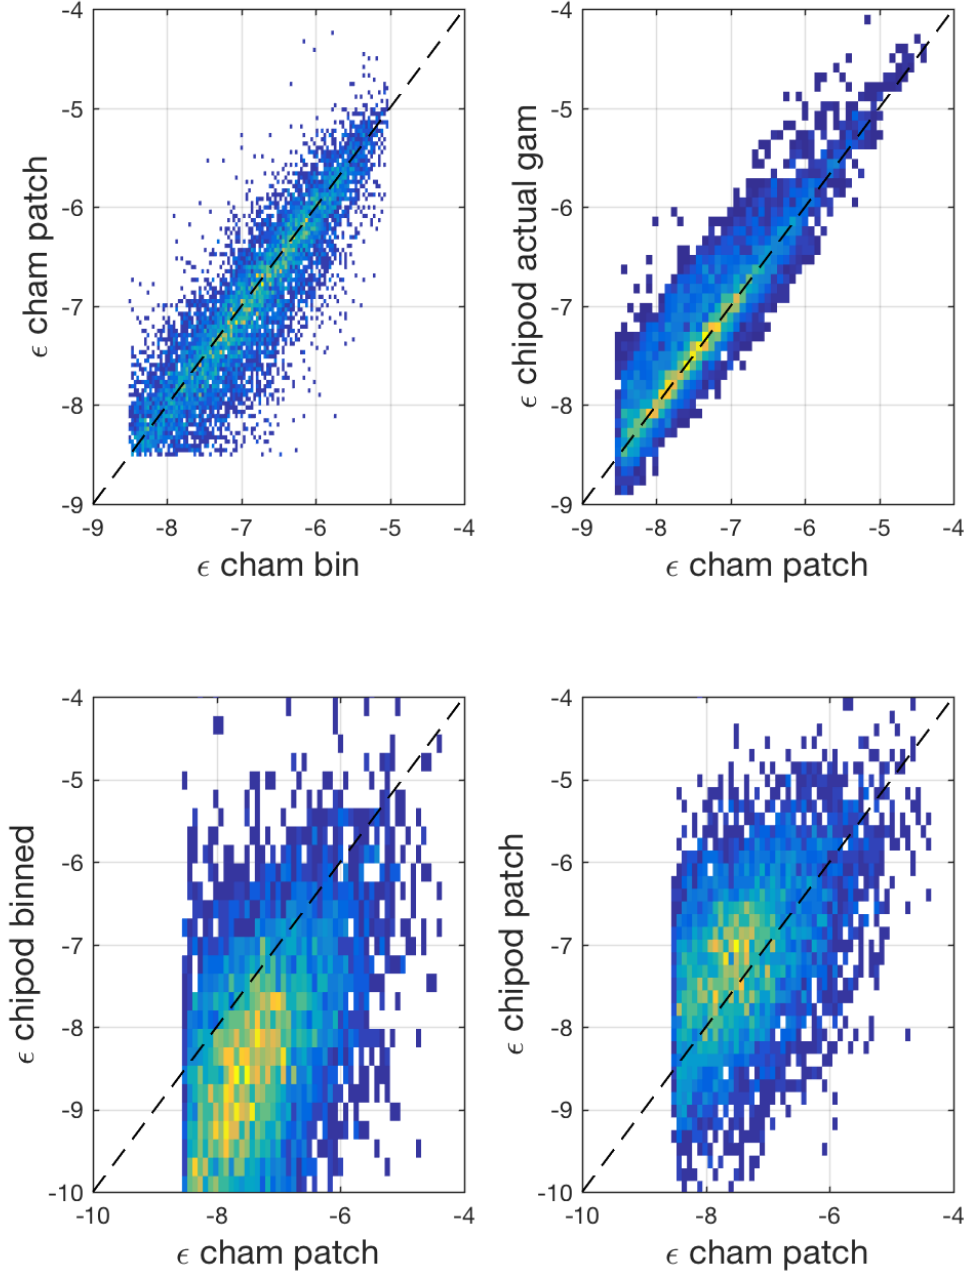 -4
-5
-6
-7
-8
-9
-9 -8 -7 -6 -5 -4
ϵ cham patch
ϵ cham bin
-4
-5
-6
-7
-8
-9
-9 -8 -7 -6 -5 -4
ϵ chipod actual gam
ϵ cham patch
-4
-5
-6
-7
-8
-9
-10
-10 -8 -6 -4
ϵ chipod binned
ϵ cham patch
-4
-5
-6
-7
-8
-9
-10
-10 -8 -6 -4
ϵ chipod patch
ϵ cham patch